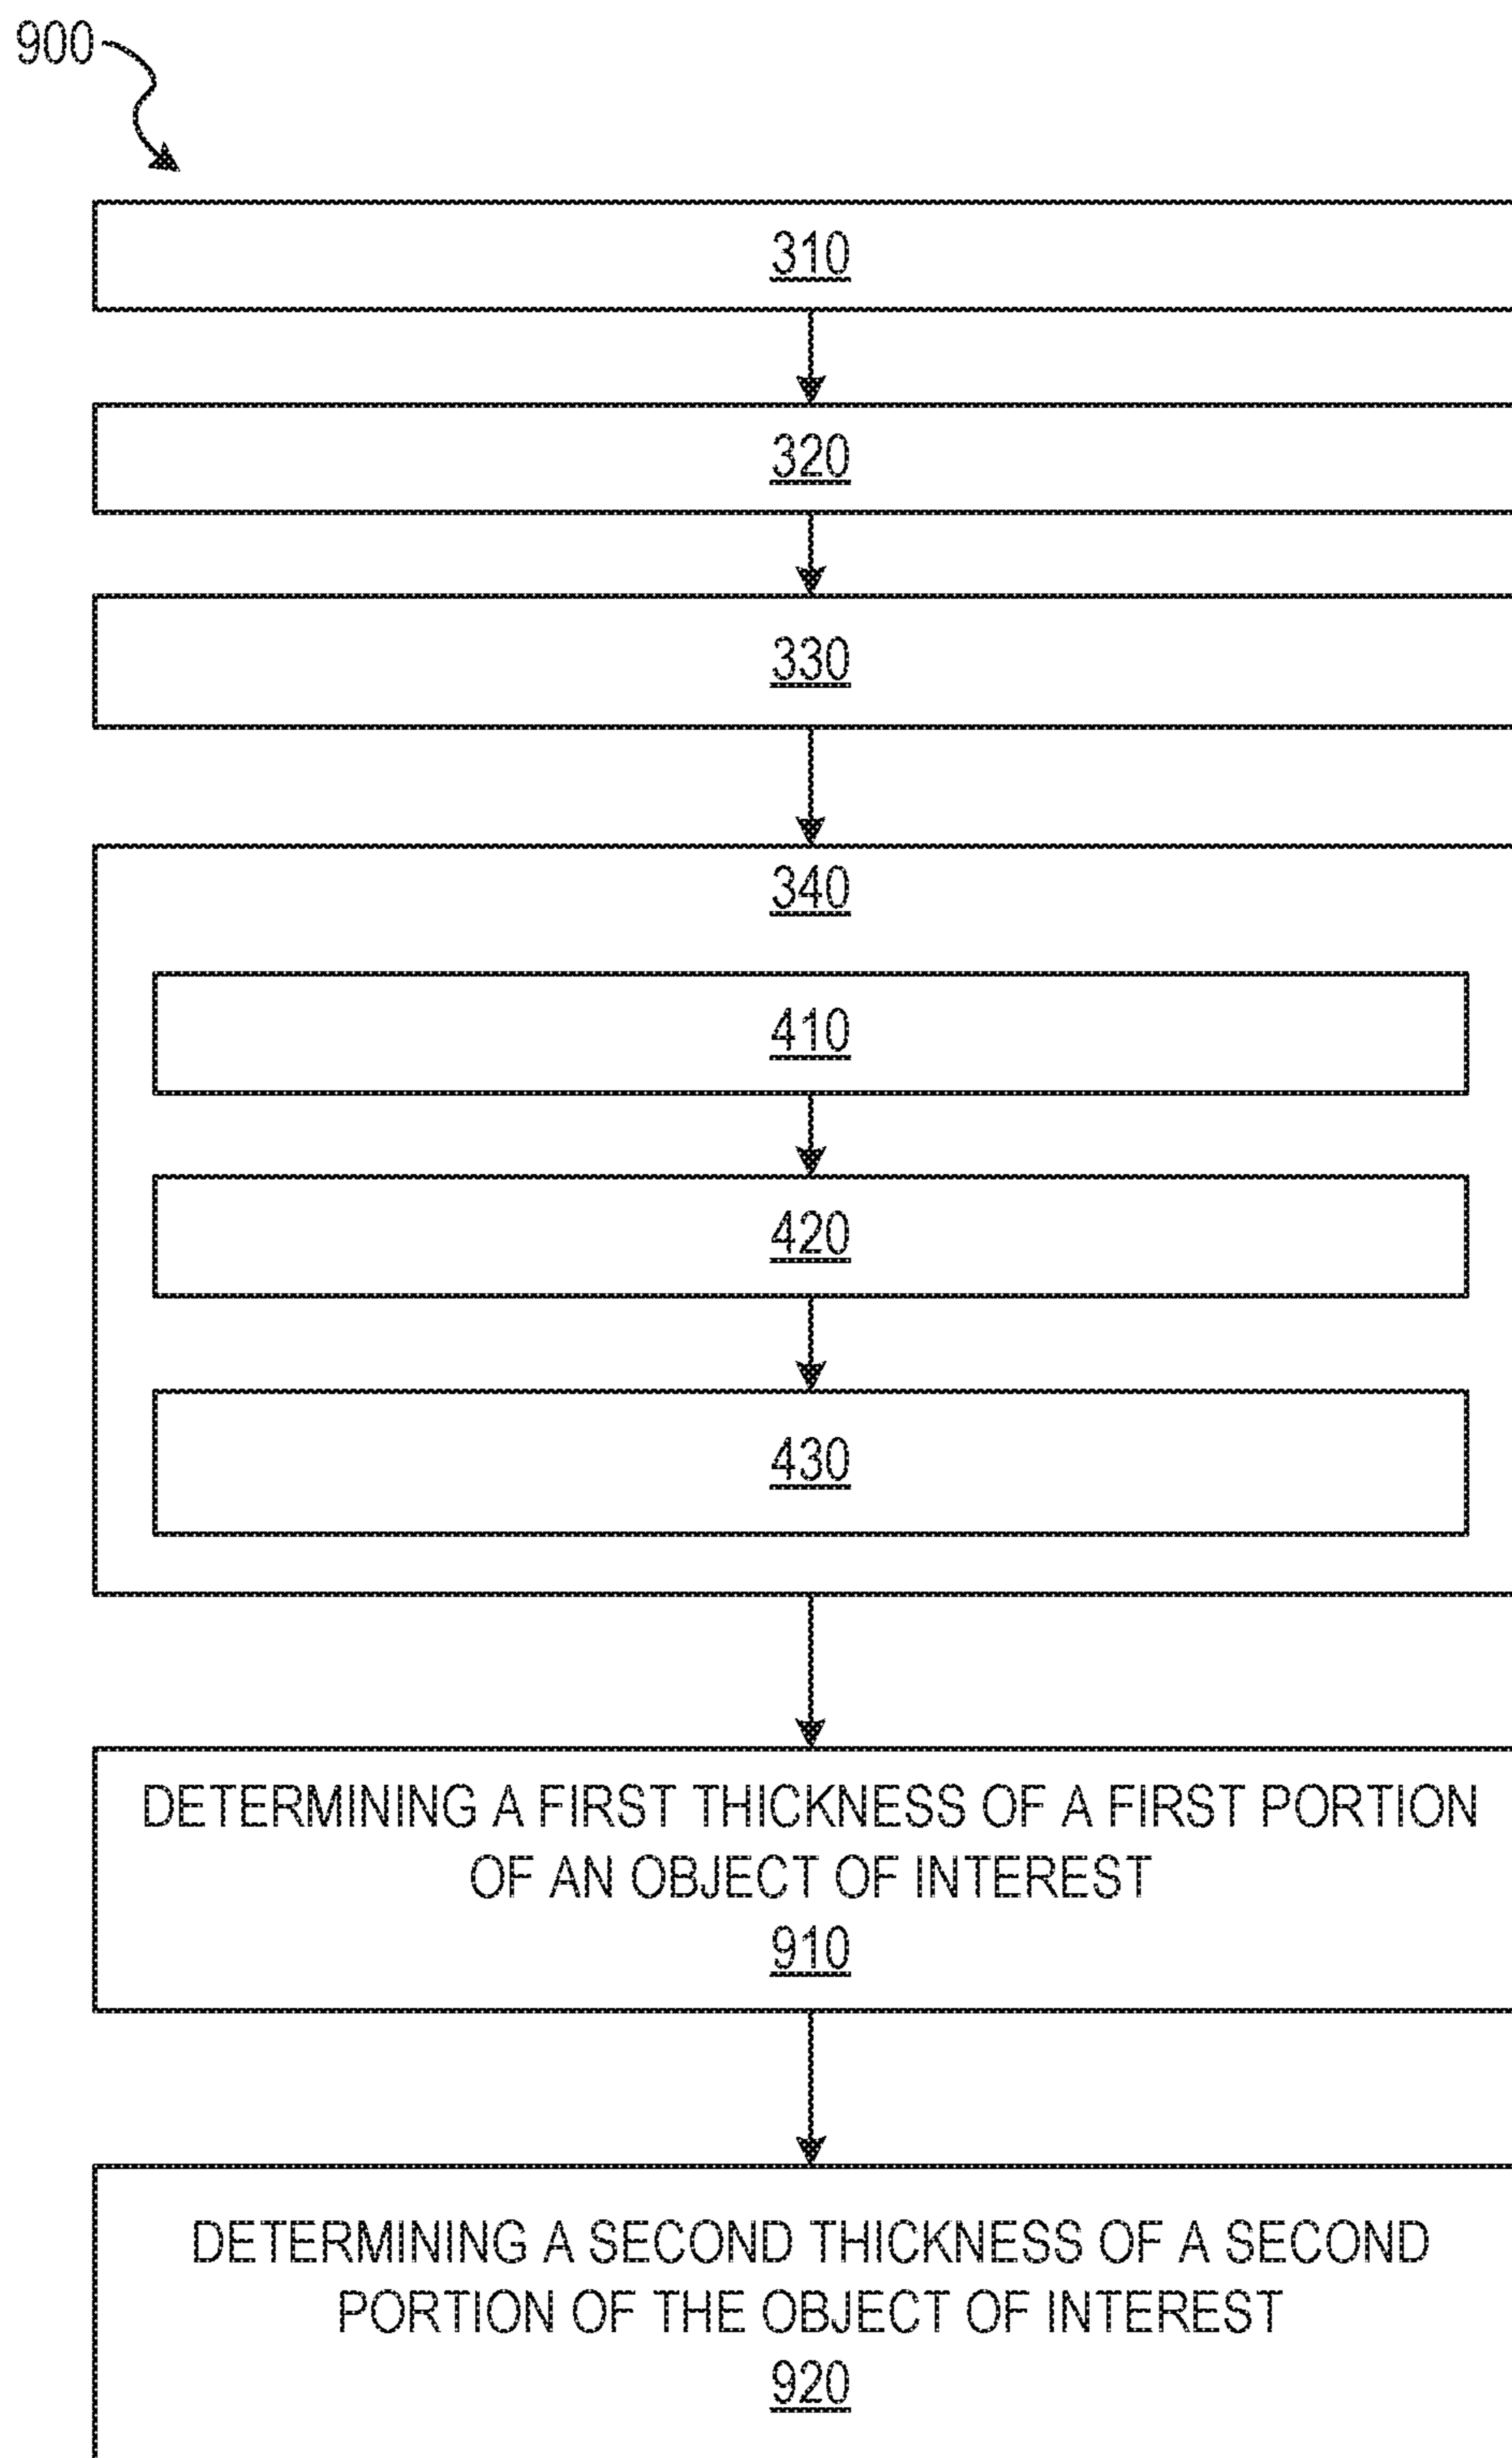 900
310
320
330
340
410
420
430
DETERMINING A FIRST THICKNESS OF A FIRST PORTION
OF AN OBJECT OF INTEREST
910
DETERMINING A SECOND THICKNESS OF A SECOND
PORTION OF THE OBJECT OF INTEREST
920